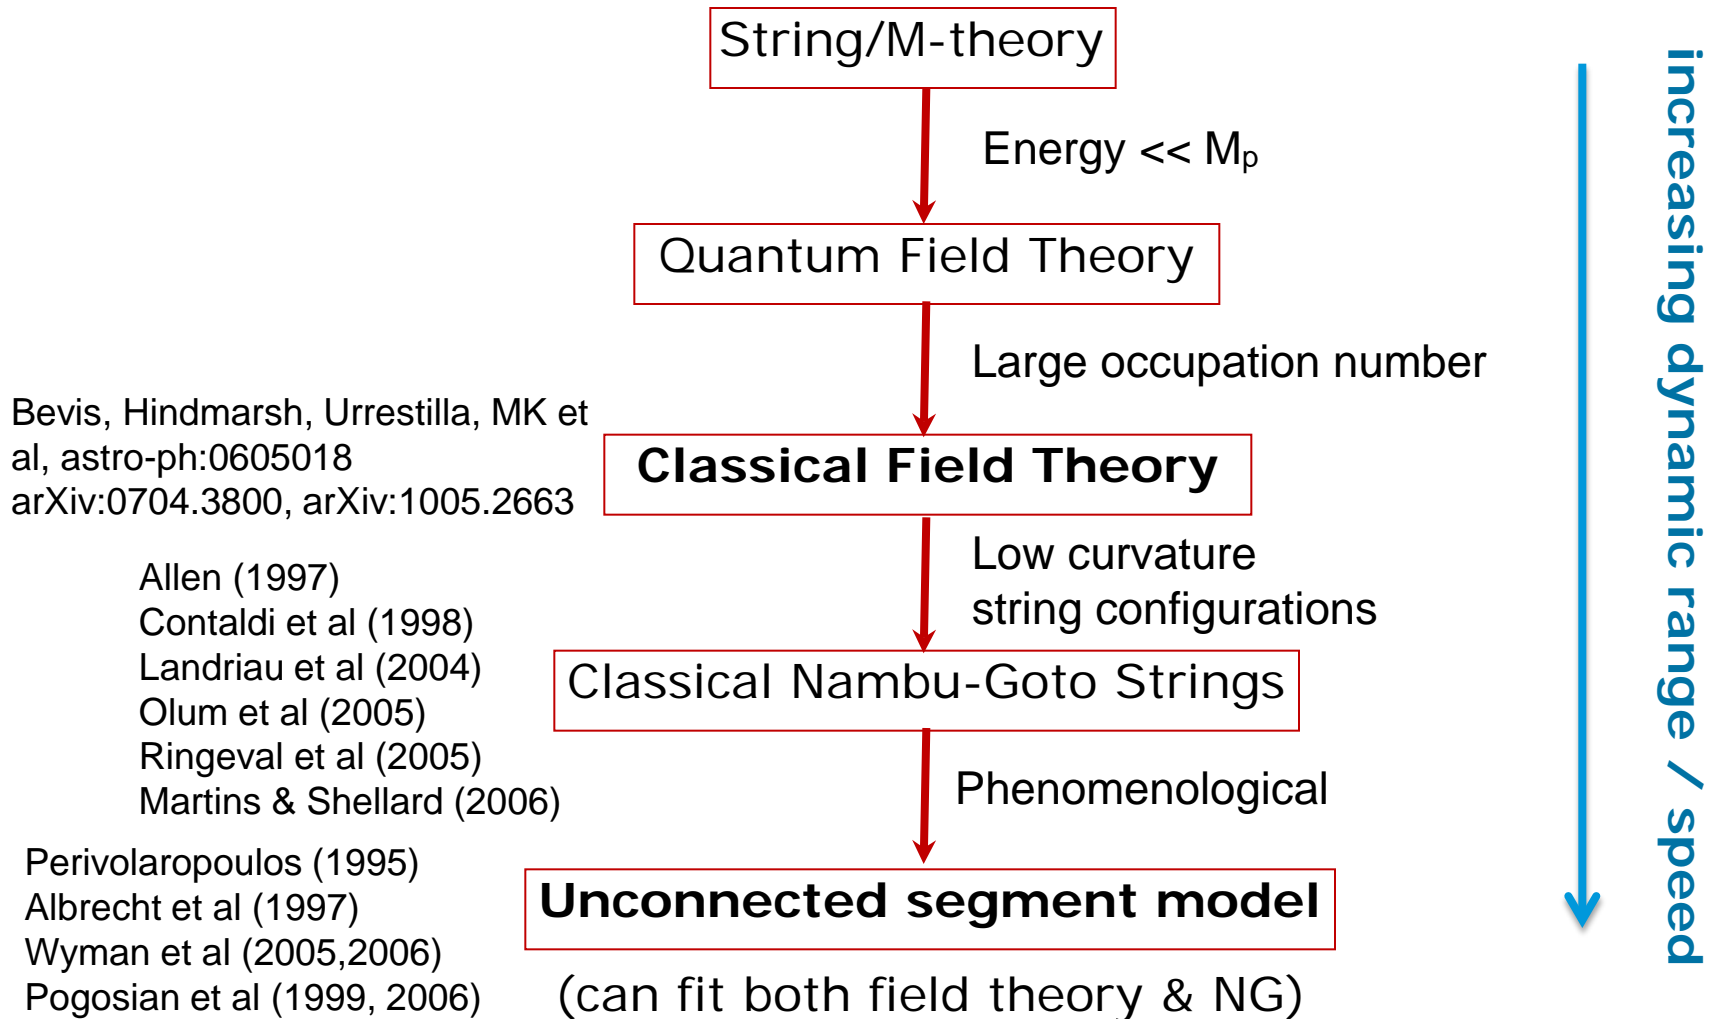 String/M-theory
Energy << Mp
Quantum Field Theory
Large occupation number
Bevis, Hindmarsh, Urrestilla, MK et
al, astro-ph:0605018
arXiv:0704.3800, arXiv:1005.2663
Classical Field Theory
Low curvature
string configurations
Allen (1997)
Contaldi et al (1998)
Landriau et al (2004)
Olum et al (2005)
Ringeval et al (2005)
Martins & Shellard (2006)
Classical Nambu-Goto Strings
Phenomenological
Perivolaropoulos (1995)
Albrecht et al (1997)
Wyman et al (2005,2006)
Pogosian et al (1999, 2006)
Unconnected segment model
(can fit both field theory & NG)
increasing dynamic range / speed